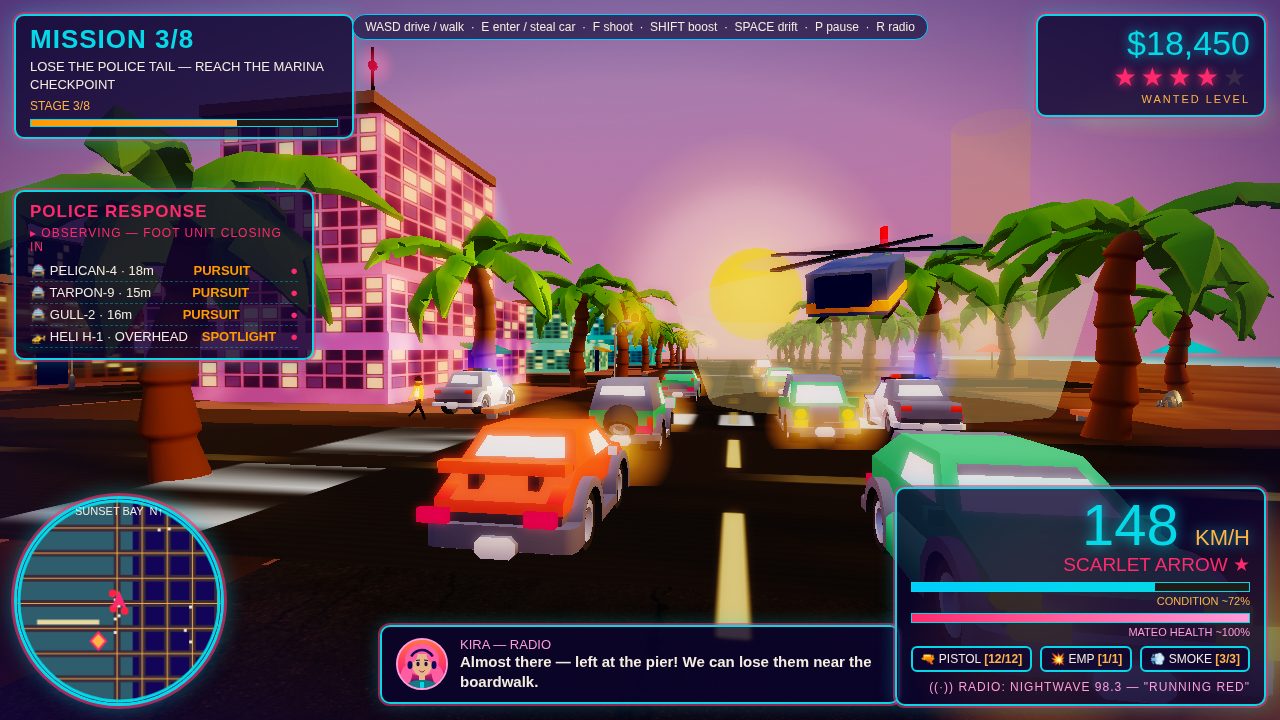 MISSION 3/8
LOSE THE POLICE TAIL — REACH THE MARINA
CHECKPOINT
STAGE 3/8
WASD drive / walk · E enter / steal car · F shoot · SHIFT boost · SPACE drift · P pause · R radio
$18,450
★★★★★
WANTED LEVEL
POLICE RESPONSE
▸ OBSERVING — FOOT UNIT CLOSING
IN
🚔 PELICAN-4 · 18m PURSUIT ●
🚔 TARPON-9 · 15m PURSUIT ●
🚔 GULL-2 · 16m PURSUIT ●
🚁 HELI H-1 · OVERHEAD SPOTLIGHT ●
SUNSET BAY
148 KM/H
SCARLET ARROW ★
CONDITION ~72%
MATEO HEALTH ~100%
🔫 PISTOL [12/12] 💥 EMP [1/1] 💨 SMOKE [3/3]
((·)) RADIO: NIGHTWAVE 98.3 — "RUNNING RED"
KIRA — RADIO
Almost there — left at the pier! We can lose them near the
boardwalk.